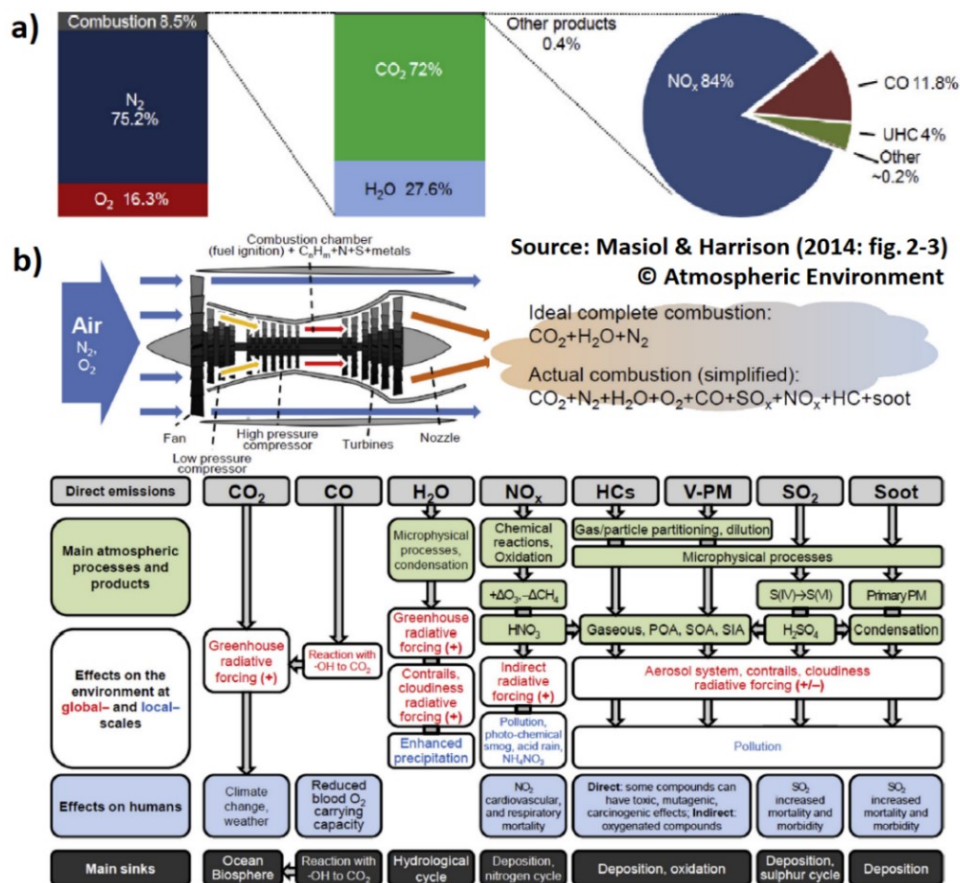 a)
Combustion 8.5%
N₂
75.2%
O₂ 16.3%
CO₂ 72%
H₂O 27.6%
Other products
0.4%
NOₓ 84%
CO 11.8%
UHC 4%
Other
~0.2%
Source: Masiol & Harrison (2014: fig. 2-3)
© Atmospheric Environment
b)
Combustion chamber
(fuel ignition) + CₙHₘ+N+S+metals
Air
N₂,
O₂
Fan
Low pressure
compressor
High pressure
compressor
Turbines
Nozzle
Ideal complete combustion:
CO₂+H₂O+N₂
Actual combustion (simplified):
CO₂+N₂+H₂O+O₂+CO+SOₓ+NOₓ+HC+soot
Direct emissions
CO₂
CO
H₂O
NOₓ
HCs
V-PM
SO₂
Soot
Main atmospheric
processes and
products
Microphysical
processes,
condensation
Chemical
reactions,
Oxidation
Gas/particle partitioning, dilution
Microphysical processes
+ΔO₃, –ΔCH₄
S(IV)→S(VI)
Primary PM
HNO₃
Gaseous, POA, SOA, SIA
H₂SO₄
Condensation
Effects on the
environment at
global– and local–
scales
Greenhouse
radiative
forcing (+)
Reaction with
-OH to CO₂
Greenhouse
radiative
forcing (+)
Contrails,
cloudiness
radiative
forcing (+)
Enhanced
precipitation
Indirect
radiative
forcing (+)
Pollution,
photo-chemical
smog, acid rain,
NH₄NO₃
Aerosol system, contrails, cloudiness
radiative forcing (+/–)
Pollution
Effects on humans
Climate
change,
weather
Reduced
blood O₂
carrying
capacity
NO₂
cardiovascular,
and respiratory
mortality
Direct: some compounds can
have toxic, mutagenic,
carcinogenic effects; Indirect:
oxygenated compounds
SO₂
increased
mortality and
morbidity
SO₂
increased
mortality and
morbidity
Main sinks
Ocean
Biosphere
Reaction with
-OH to CO₂
Hydrological
cycle
Deposition,
nitrogen cycle
Deposition, oxidation
Deposition,
sulphur cycle
Deposition